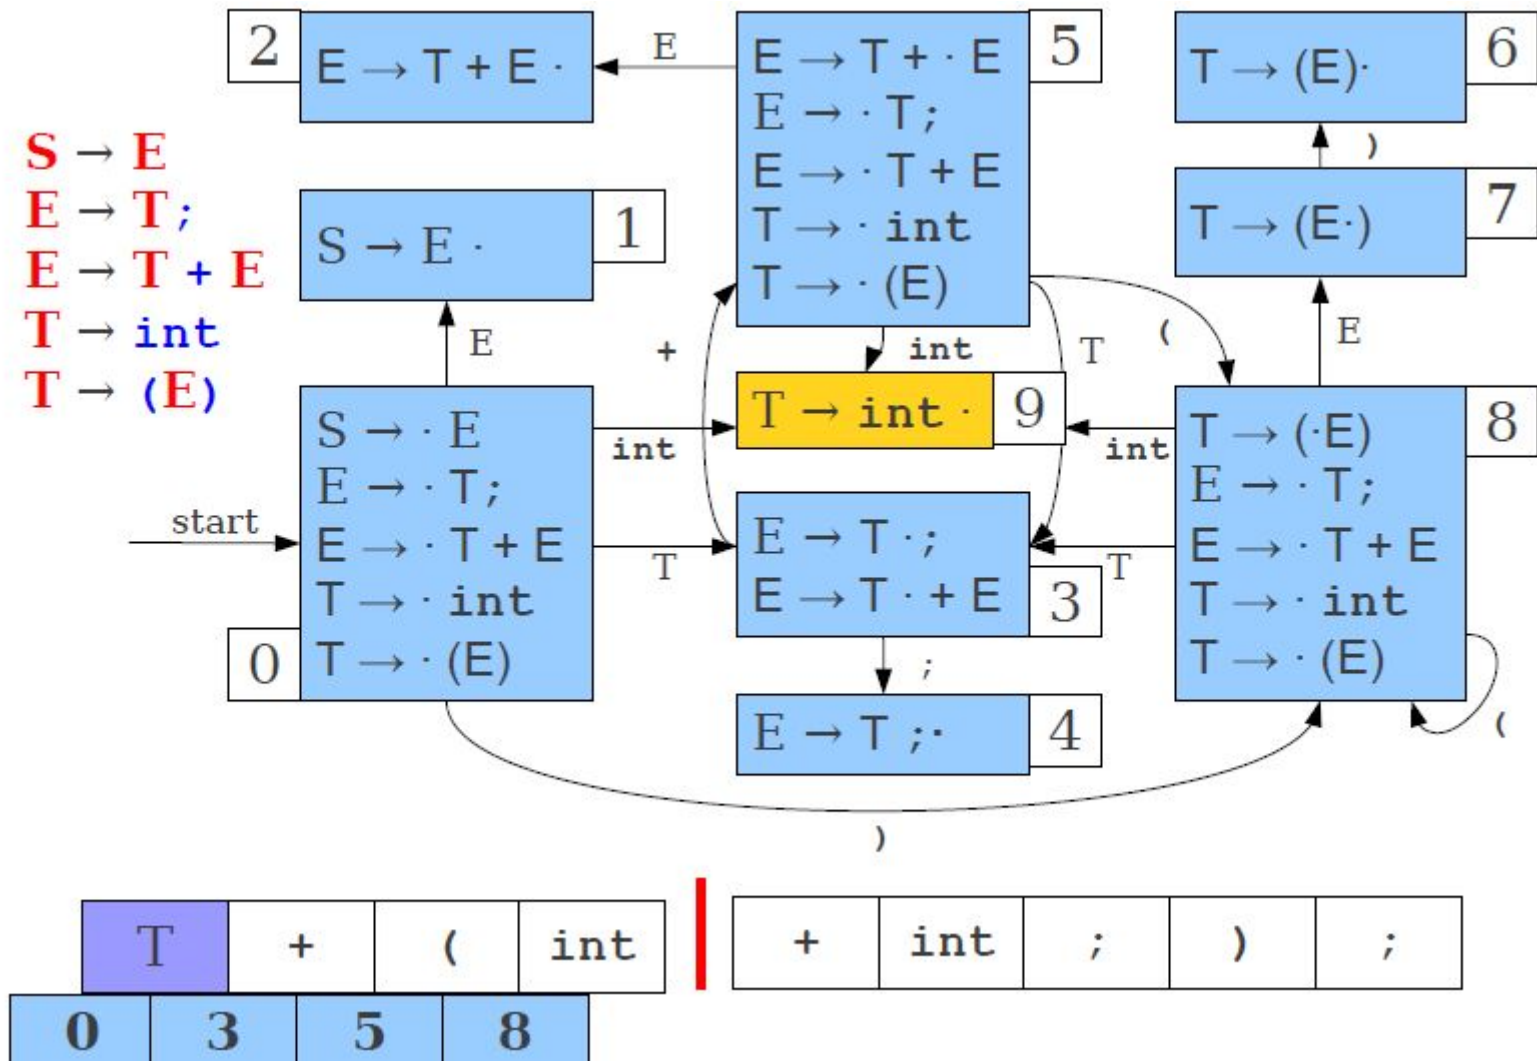 S → E
E → T ;
E → T + E
T → int
T → (E)
2
E → T + E ·
E
E → T + · E
E → · T ;
E → · T + E
T → · int
T → · (E)
5
T → (E)·
6
)
T → (E·)
7
S → E ·
1
E
+
int
T
(
E
T → int ·
9
start
S → · E
E → · T ;
E → · T + E
T → · int
T → · (E)
0
int
T
E → T · ;
E → T · + E
3
;
E → T ;·
4
int
T
T → (·E)
E → · T ;
E → · T + E
T → · int
T → · (E)
8
(
)
T + ( int + int ; ) ;
0 3 5 8